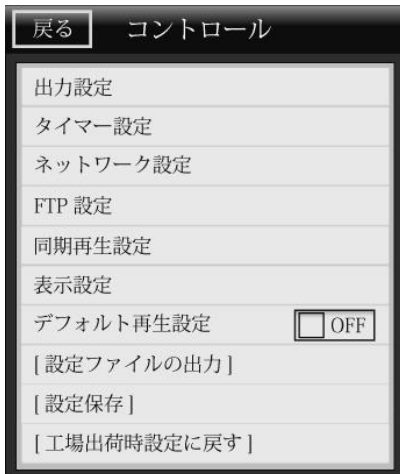 戻る コントロール
出力設定
タイマー設定
ネットワーク設定
FTP 設定
同期再生設定
表示設定
デフォルト再生設定 OFF
[ 設定ファイルの出力 ]
[ 設定保存 ]
[ 工場出荷時設定に戻す ]